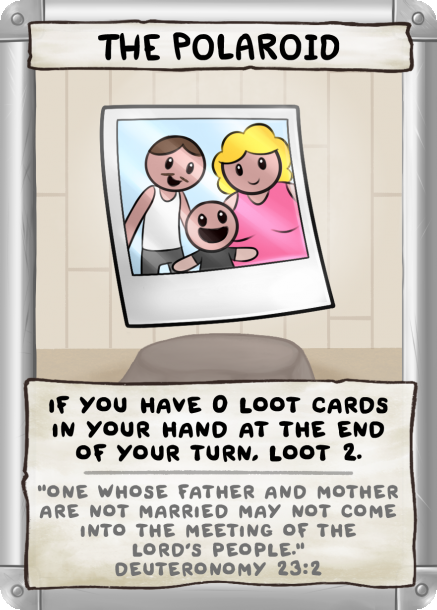 THE POLAROID
IF YOU HAVE 0 LOOT CARDS
IN YOUR HAND AT THE END
OF YOUR TURN, LOOT 2.
"ONE WHOSE FATHER AND MOTHER
ARE NOT MARRIED MAY NOT COME
INTO THE MEETING OF THE
LORD'S PEOPLE."
DEUTERONOMY 23:2